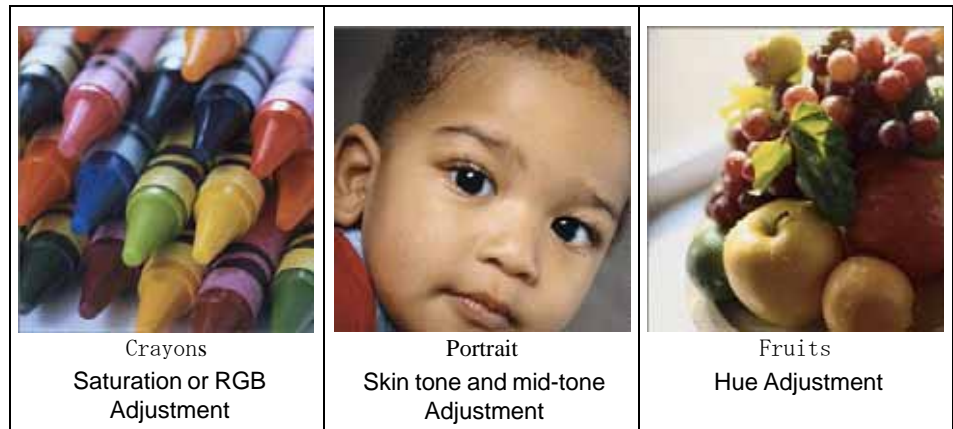 Crayons
Saturation or RGB
Adjustment
Portrait
Skin tone and mid-tone
Adjustment
Fruits
Hue Adjustment